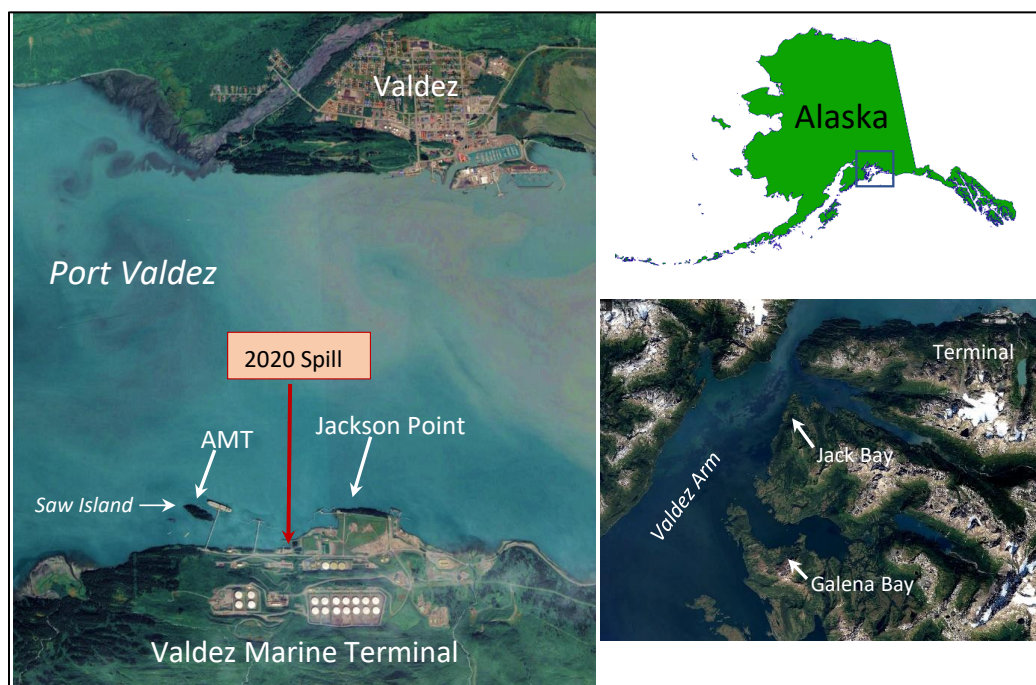 Valdez
Port Valdez
2020 Spill
Jackson Point
AMT
Saw Island
Valdez Marine Terminal
Alaska
Terminal
Jack Bay
Valdez Arm
Galena Bay